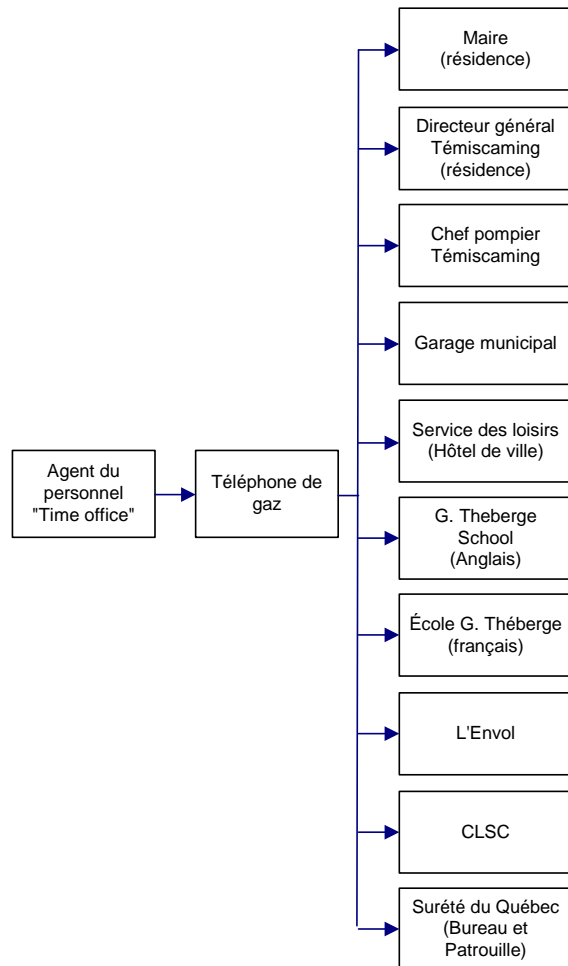 Maire
(résidence)
Directeur général
Témiscaming
(résidence)
Chef pompier
Témiscaming
Garage municipal
Service des loisirs
(Hôtel de ville)
Agent du
personnel
"Time office"
Téléphone de
gaz
G. Theberge
School
(Anglais)
École G. Théberge
(français)
L'Envol
CLSC
Surété du Québec
(Bureau et
Patrouille)